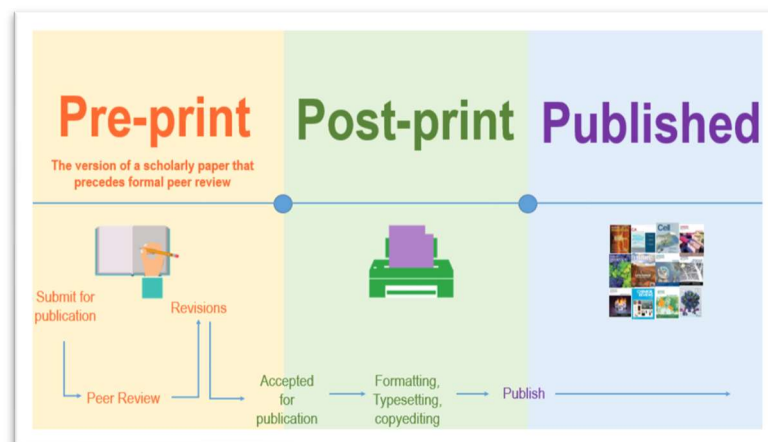 Pre-print
Post-print
Published
The version of a scholarly paper that
precedes formal peer review
Cell
Submit for
publication
Revisions
Peer Review
Accepted
for
publication
Formatting,
Typesetting,
copyediting
Publish